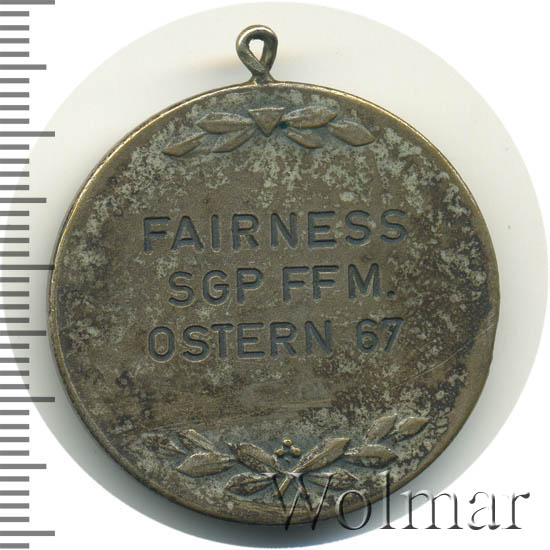 FAIRNESS
SGP FFM.
OSTERN 67
Wolmar